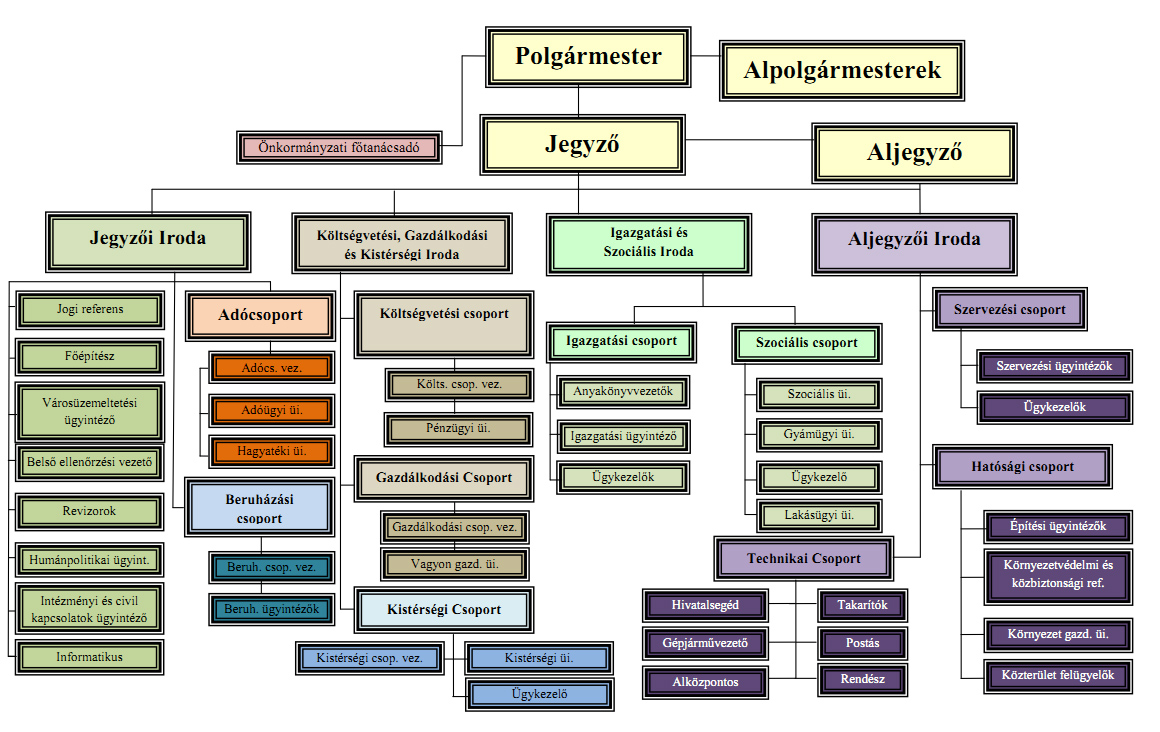 Polgármester
Alpolgármesterek
Önkormányzati főtanácsadó
Jegyző
Aljegyző
Jegyzői Iroda
Költségvetési, Gazdálkodási
és Kistérségi Iroda
Igazgatási és
Szociális Iroda
Aljegyzői Iroda
Jogi referens
Főépítész
Városüzemeltetési
ügyintéző
Belső ellenőrzési vezető
Revizorok
Humánpolitikai ügyint.
Intézményi és civil
kapcsolatok ügyintéző
Informatikus
Adócsoport
Adócs. vez.
Adóügyi üi.
Hagyatéki üi.
Beruházási
csoport
Beruh. csop. vez.
Beruh. ügyintézők
Költségvetési csoport
Költs. csop. vez.
Pénzügyi üi.
Gazdálkodási Csoport
Gazdálkodási csop. vez.
Vagyon gazd. üi.
Kistérségi Csoport
Kistérségi csop. vez.
Kistérségi üi.
Ügykezelő
Igazgatási csoport
Anyakönyvvezetők
Igazgatási ügyintéző
Ügykezelők
Szociális csoport
Szociális üi.
Gyámügyi üi.
Ügykezelő
Lakásügyi üi.
Technikai Csoport
Hivatalsegéd
Takarítók
Gépjárművezető
Postás
Alközpontos
Rendész
Szervezési csoport
Szervezési ügyintézők
Ügykezelők
Hatósági csoport
Építési ügyintézők
Környezetvédelmi és
közbiztonsági ref.
Környezet gazd. üi.
Közterület felügyelők